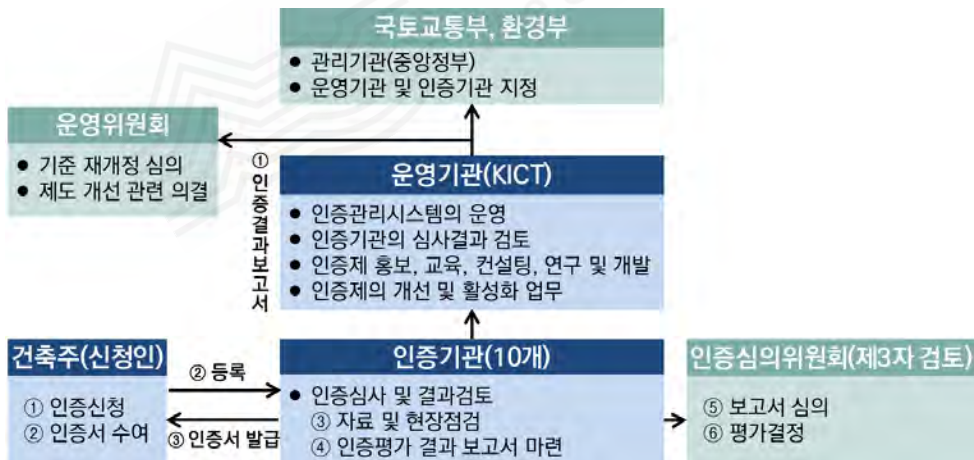 국토교통부, 환경부
● 관리기관(중앙정부)
● 운영기관 및 인증기관 지정
운영위원회
● 기준 재개정 심의
● 제도 개선 관련 의결
① 인증결과보고서
운영기관(KICT)
● 인증관리시스템의 운영
● 인증기관의 심사결과 검토
● 인증제 홍보, 교육, 컨설팅, 연구 및 개발
● 인증제의 개선 및 활성화 업무
건축주(신청인)
① 인증신청
② 인증서 수여
② 등록
③ 인증서 발급
인증기관(10개)
● 인증심사 및 결과검토
③ 자료 및 현장점검
④ 인증평가 결과 보고서 마련
인증심의위원회(제3자 검토)
⑤ 보고서 심의
⑥ 평가결정